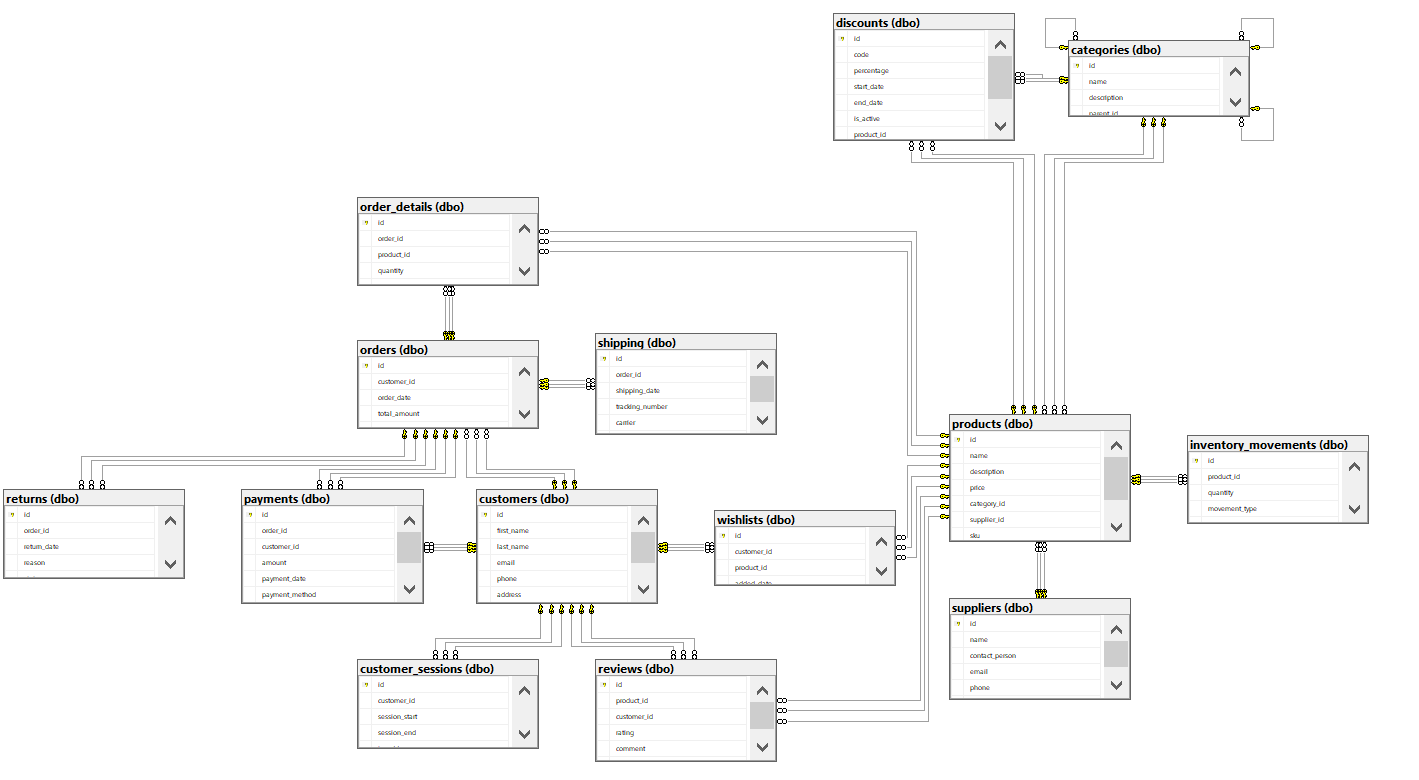 discounts (dbo)
id
code
percentage
start_date
end_date
is_active
product_id
categories (dbo)
id
name
description
parent_id
order_details (dbo)
id
order_id
product_id
quantity
orders (dbo)
id
customer_id
order_date
total_amount
shipping (dbo)
id
order_id
shipping_date
tracking_number
carrier
products (dbo)
id
name
description
price
category_id
supplier_id
sku
inventory_movements (dbo)
id
product_id
quantity
movement_type
returns (dbo)
id
order_id
return_date
reason
payments (dbo)
id
order_id
customer_id
amount
payment_date
payment_method
customers (dbo)
id
first_name
last_name
email
phone
address
wishlists (dbo)
id
customer_id
product_id
added_date
suppliers (dbo)
id
name
contact_person
email
phone
customer_sessions (dbo)
id
customer_id
session_start
session_end
reviews (dbo)
id
product_id
customer_id
rating
comment